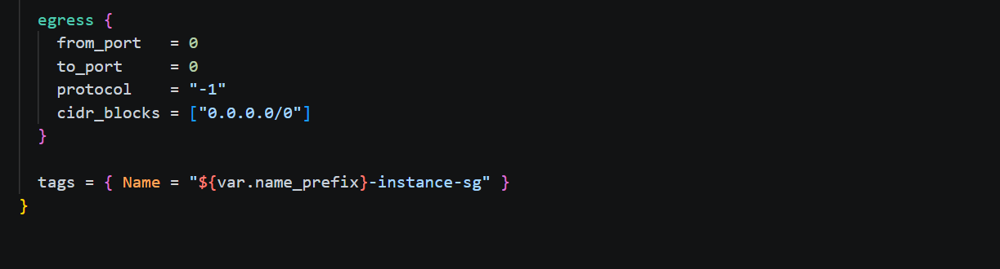 egress {
from_port   = 0
to_port     = 0
protocol    = "-1"
cidr_blocks = ["0.0.0.0/0"]
}
tags = { Name = "${var.name_prefix}-instance-sg" }
}